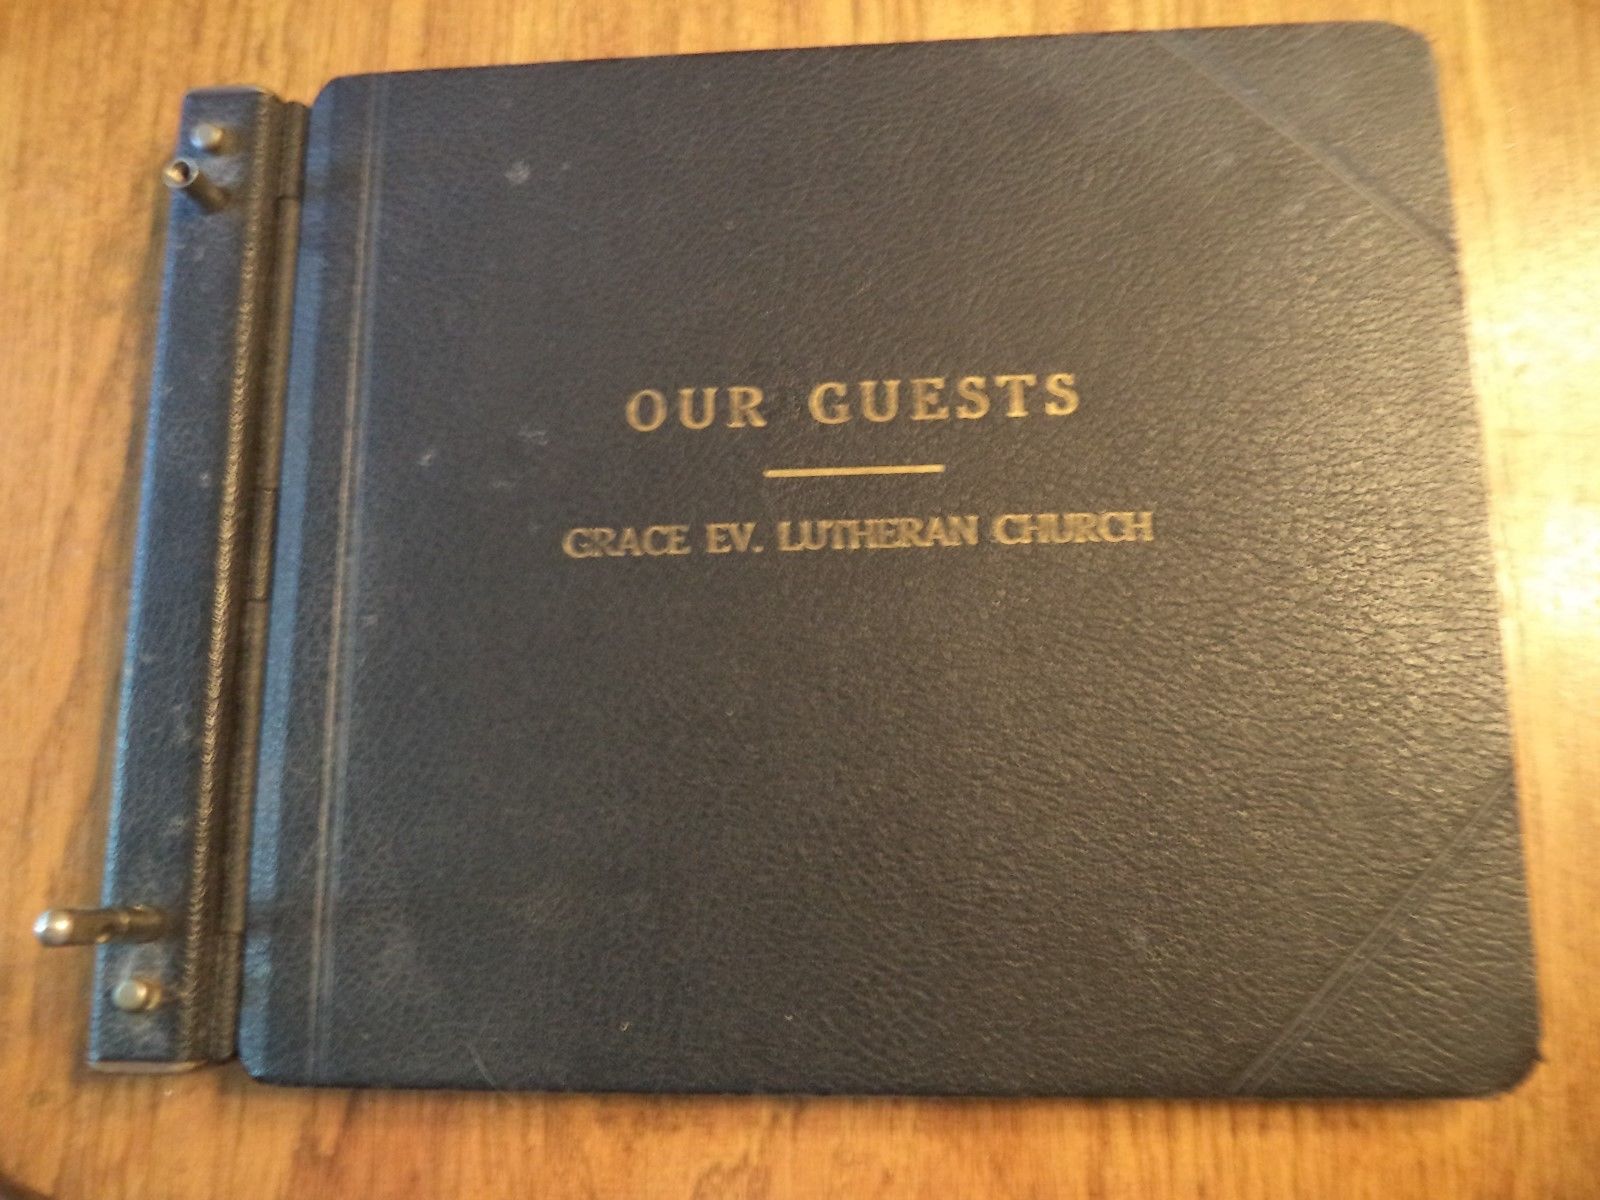 OUR GUESTS
GRACE EV. LUTHERAN CHURCH